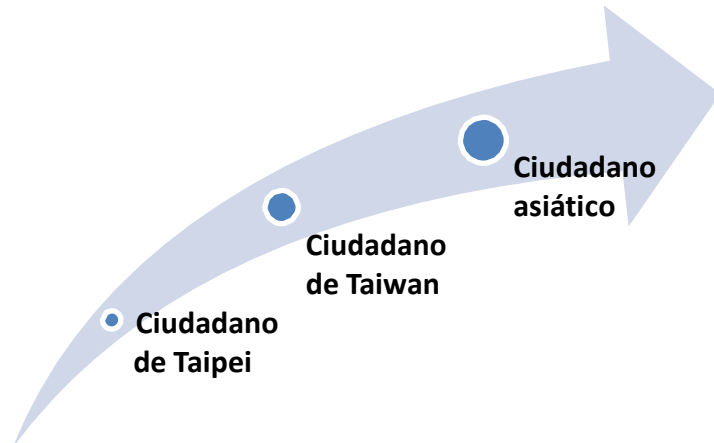 Ciudadano
asiático
Ciudadano
de Taiwan
Ciudadano
de Taipei